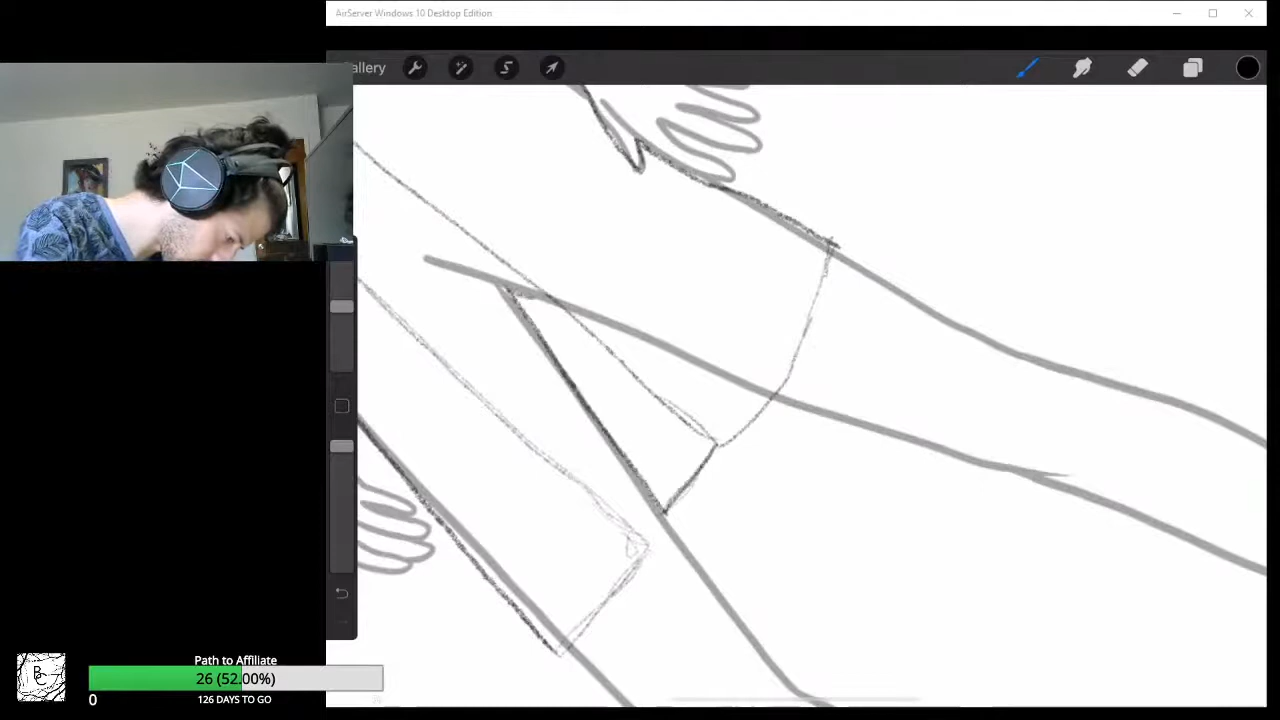 AirServer Windows 10 Desktop Edition
allery
Path to Affiliate
26 (52.00%)
0
126 DAYS TO GO